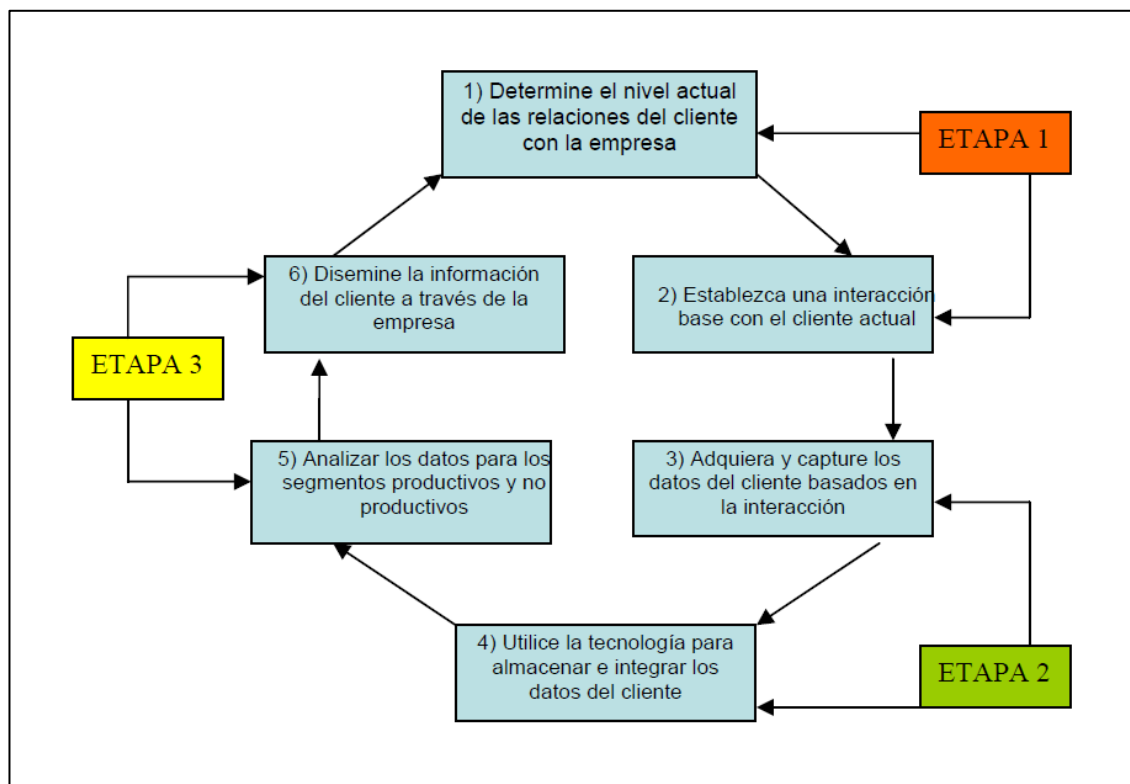 1) Determine el nivel actual
de las relaciones del cliente
con la empresa
ETAPA 1
6) Disemine la información
del cliente a través de la
empresa
2) Establezca una interacción
base con el cliente actual
ETAPA 3
5) Analizar los datos para los
segmentos productivos y no
productivos
3) Adquiera y capture los
datos del cliente basados en
la interacción
4) Utilice la tecnología para
almacenar e integrar los
datos del cliente
ETAPA 2